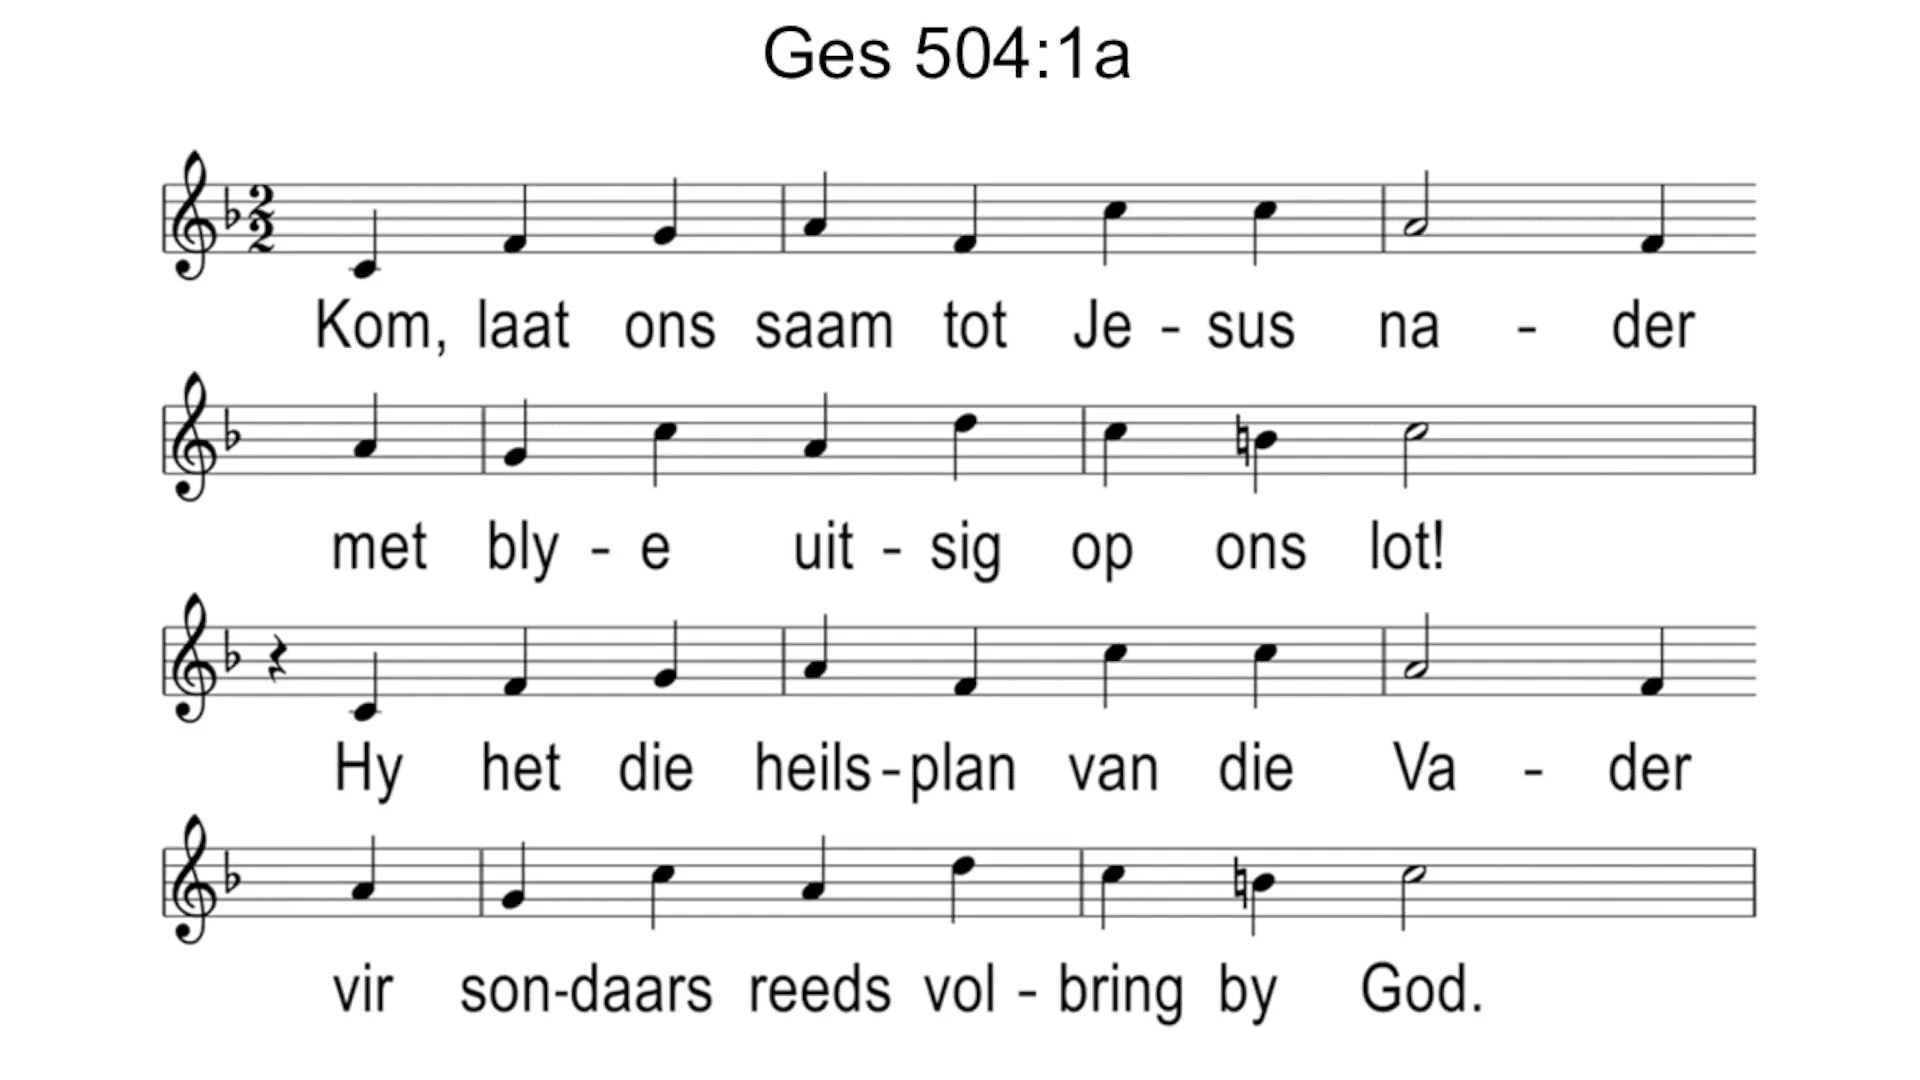 Ges 504:1a
Kom, laat ons saam tot Je - sus na - der
met bly - e uit - sig op ons lot!
Hy het die heils - plan van die Va - der
vir son-daars reeds vol - bring by God.